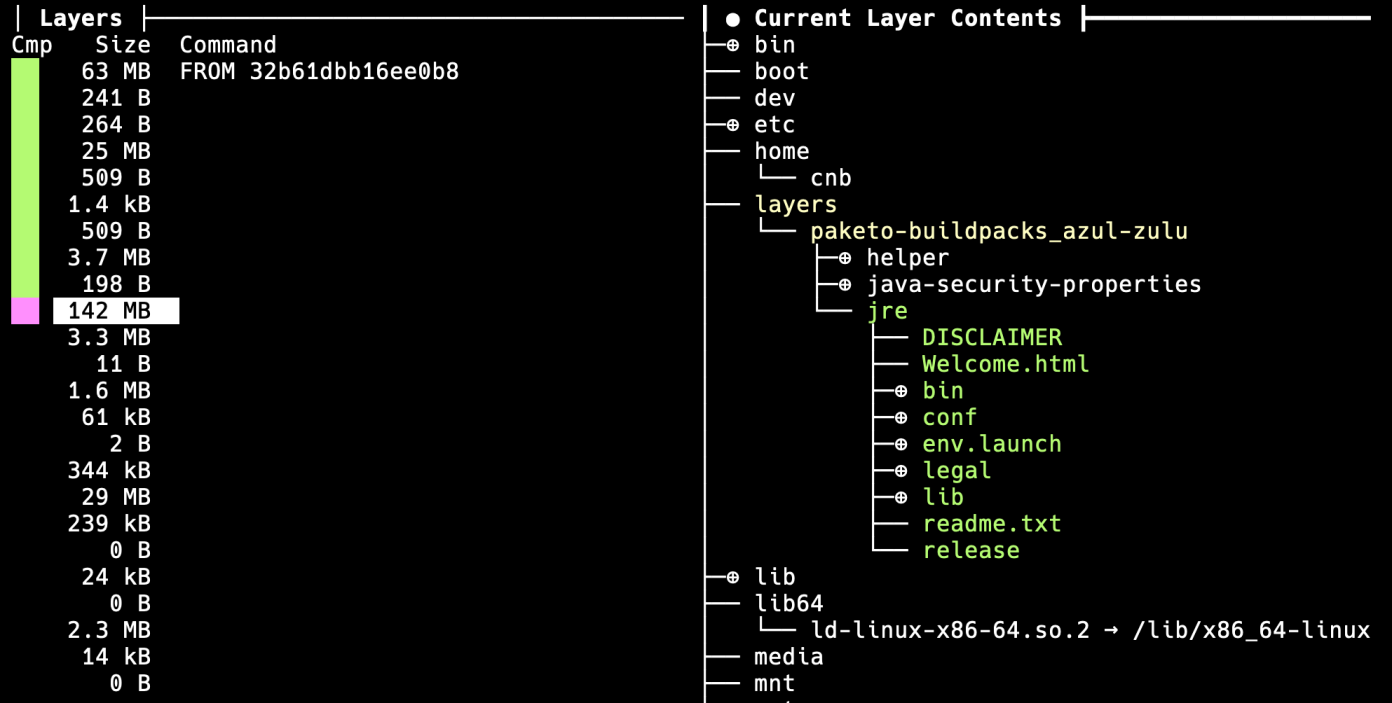 Layers
Cmp Size Command
63 MB FROM 32b61dbb16ee0b8
241 B
264 B
25 MB
509 B
1.4 kB
509 B
3.7 MB
198 B
142 MB
3.3 MB
11 B
1.6 MB
61 kB
2 B
344 kB
29 MB
239 kB
0 B
24 kB
0 B
2.3 MB
14 kB
0 B
● Current Layer Contents
⊕ bin
boot
dev
⊕ etc
home
cnb
layers
paketo-buildpacks_azul-zulu
⊕ helper
⊕ java-security-properties
jre
DISCLAIMER
Welcome.html
⊕ bin
⊕ conf
⊕ env.launch
⊕ legal
⊕ lib
readme.txt
release
⊕ lib
lib64
ld-linux-x86-64.so.2 → /lib/x86_64-linux
media
mnt